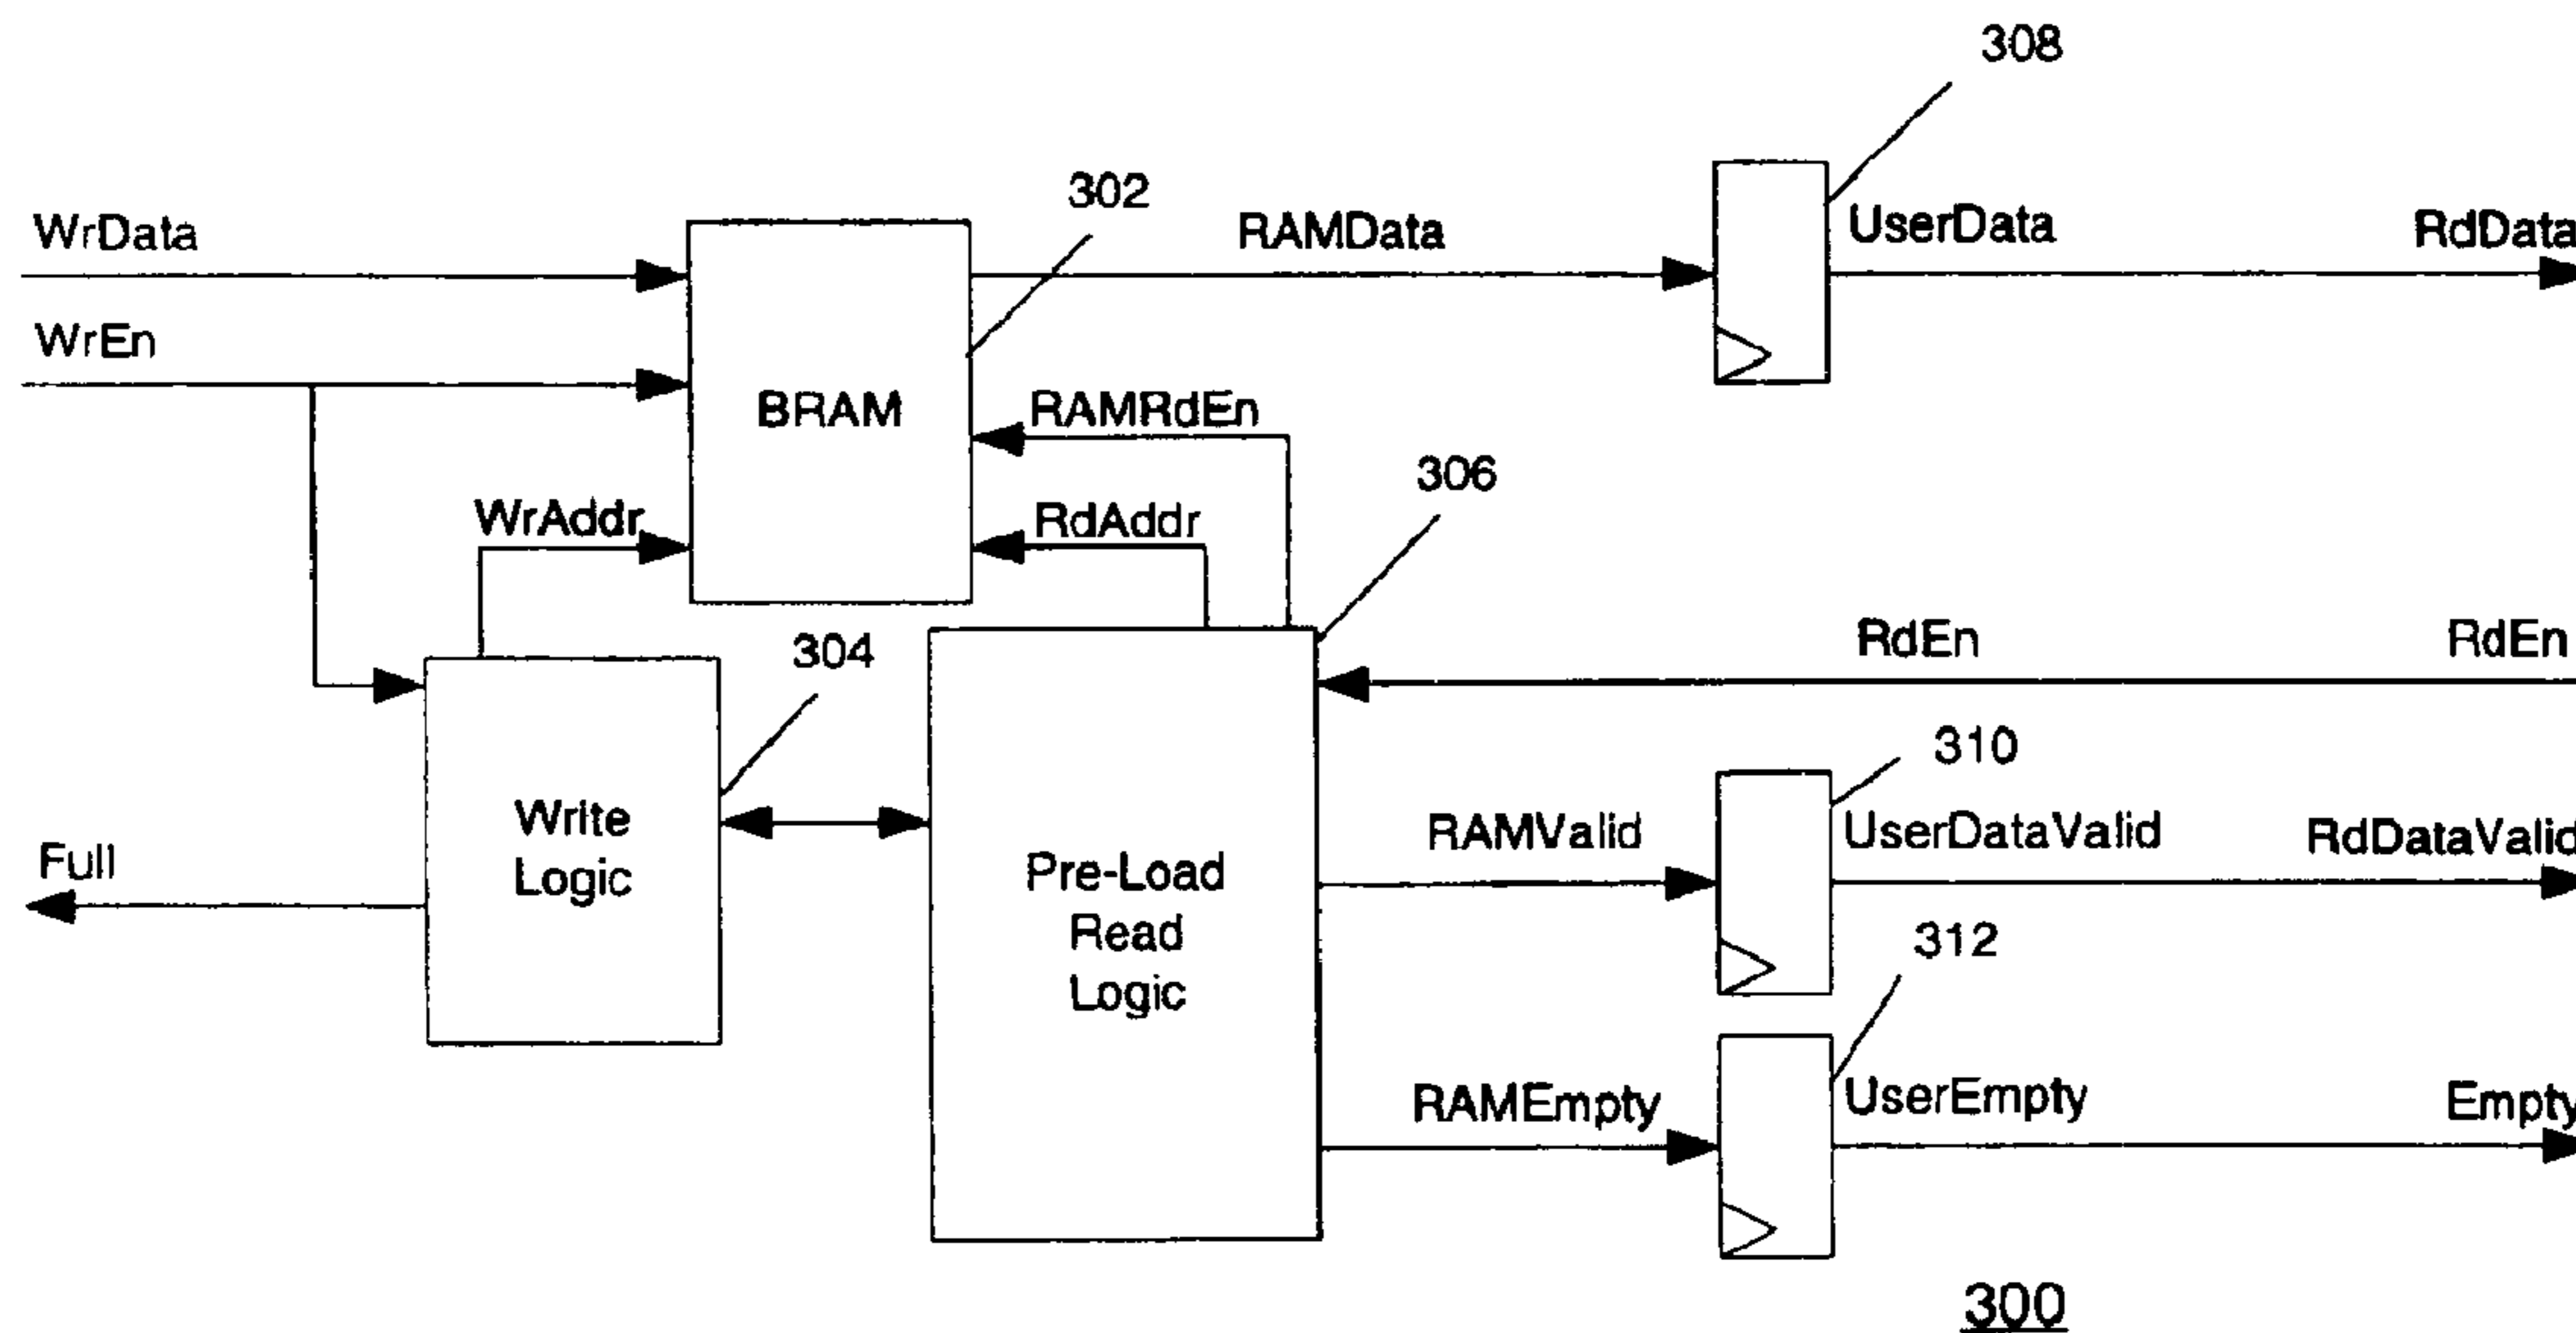 308
302
WrData
RAMData
UserData
RdData
WrEn
BRAM
RAMRdEn
306
WrAddr
RdAddr
304
RdEn
RdEn
310
Write
Logic
Full
Pre-Load
Read
Logic
RAMValid
UserDataValid
RdDataValid
312
RAMEmpty
UserEmpty
Empty
300